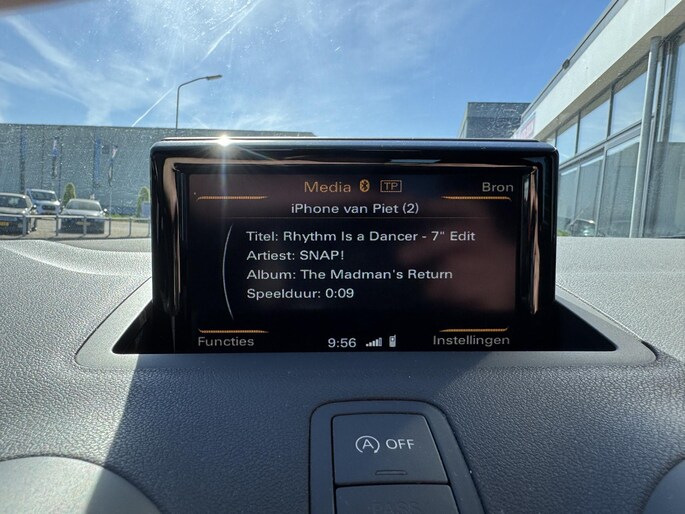 Media TP Bron
iPhone van Piet (2)
Titel: Rhythm Is a Dancer - 7" Edit
Artiest: SNAP!
Album: The Madman's Return
Speelduur: 0:09
Functies 9:56 Instellingen
A OFF